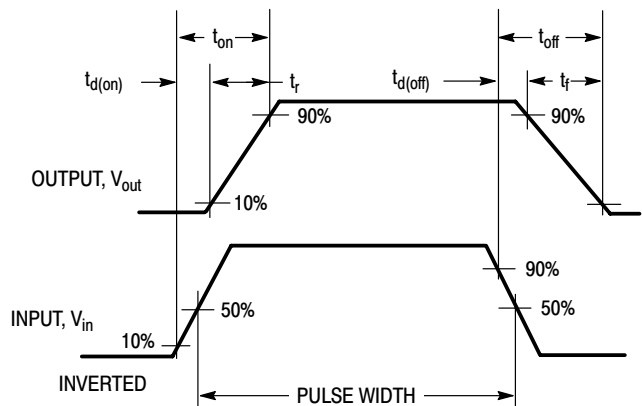 t_on t_off
t_d(on) t_r t_d(off) t_f
90% 90%
OUTPUT, V_out
10%
90%
INPUT, V_in 50% 50%
10%
INVERTED PULSE WIDTH